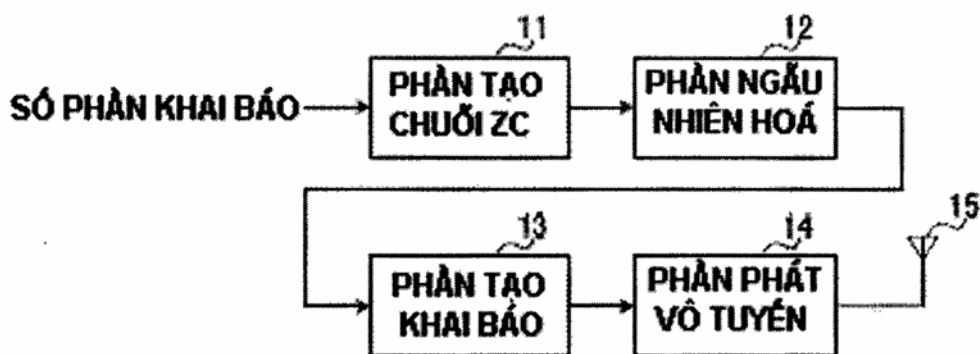 11
12
SỐ PHẦN KHAI BÁO
PHẦN TẠO
CHUỖI ZC
PHẦN NGẪU
NHIÊN HOÁ
13
14
15
PHẦN TẠO
KHAI BÁO
PHẦN PHÁT
VÔ TUYẾN